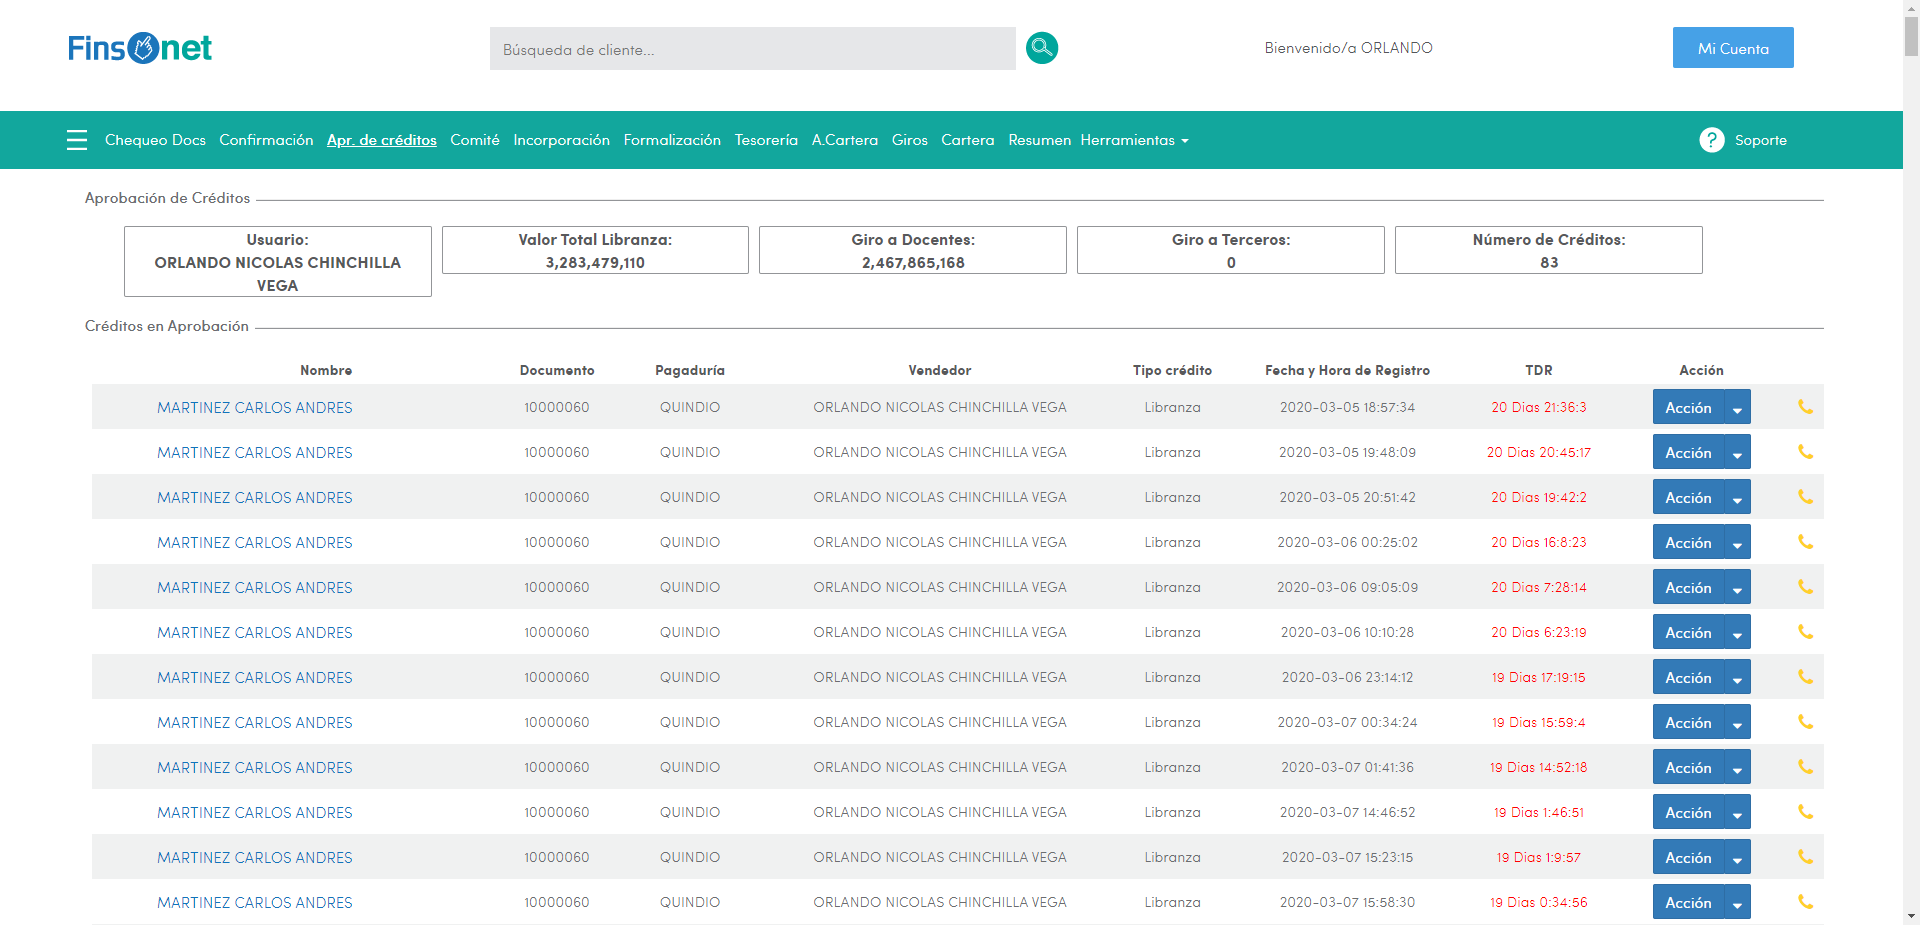 Finsonet
Búsqueda de cliente...
Bienvenido/a ORLANDO
Mi Cuenta
Chequeo Docs Confirmación Apr. de créditos Comité Incorporación Formalización Tesorería A.Cartera Giros Cartera Resumen Herramientas
? Soporte
Aprobación de Créditos
Usuario:
ORLANDO NICOLAS CHINCHILLA
VEGA
Valor Total Libranza:
3,283,479,110
Giro a Docentes:
2,467,865,168
Giro a Terceros:
0
Número de Créditos:
83
Créditos en Aprobación
Nombre Documento Pagaduría Vendedor Tipo crédito Fecha y Hora de Registro TDR Acción
MARTINEZ CARLOS ANDRES 10000060 QUINDIO ORLANDO NICOLAS CHINCHILLA VEGA Libranza 2020-03-05 18:57:34 20 Dias 21:36:3 Acción
MARTINEZ CARLOS ANDRES 10000060 QUINDIO ORLANDO NICOLAS CHINCHILLA VEGA Libranza 2020-03-05 19:48:09 20 Dias 20:45:17 Acción
MARTINEZ CARLOS ANDRES 10000060 QUINDIO ORLANDO NICOLAS CHINCHILLA VEGA Libranza 2020-03-05 20:51:42 20 Dias 19:42:2 Acción
MARTINEZ CARLOS ANDRES 10000060 QUINDIO ORLANDO NICOLAS CHINCHILLA VEGA Libranza 2020-03-06 00:25:02 20 Dias 16:8:23 Acción
MARTINEZ CARLOS ANDRES 10000060 QUINDIO ORLANDO NICOLAS CHINCHILLA VEGA Libranza 2020-03-06 09:05:09 20 Dias 7:28:14 Acción
MARTINEZ CARLOS ANDRES 10000060 QUINDIO ORLANDO NICOLAS CHINCHILLA VEGA Libranza 2020-03-06 10:10:28 20 Dias 6:23:19 Acción
MARTINEZ CARLOS ANDRES 10000060 QUINDIO ORLANDO NICOLAS CHINCHILLA VEGA Libranza 2020-03-06 23:14:12 19 Dias 17:19:15 Acción
MARTINEZ CARLOS ANDRES 10000060 QUINDIO ORLANDO NICOLAS CHINCHILLA VEGA Libranza 2020-03-07 00:34:24 19 Dias 15:59:4 Acción
MARTINEZ CARLOS ANDRES 10000060 QUINDIO ORLANDO NICOLAS CHINCHILLA VEGA Libranza 2020-03-07 01:41:36 19 Dias 14:52:18 Acción
MARTINEZ CARLOS ANDRES 10000060 QUINDIO ORLANDO NICOLAS CHINCHILLA VEGA Libranza 2020-03-07 14:46:52 19 Dias 1:46:51 Acción
MARTINEZ CARLOS ANDRES 10000060 QUINDIO ORLANDO NICOLAS CHINCHILLA VEGA Libranza 2020-03-07 15:23:15 19 Dias 1:9:57 Acción
MARTINEZ CARLOS ANDRES 10000060 QUINDIO ORLANDO NICOLAS CHINCHILLA VEGA Libranza 2020-03-07 15:58:30 19 Dias 0:34:56 Acción